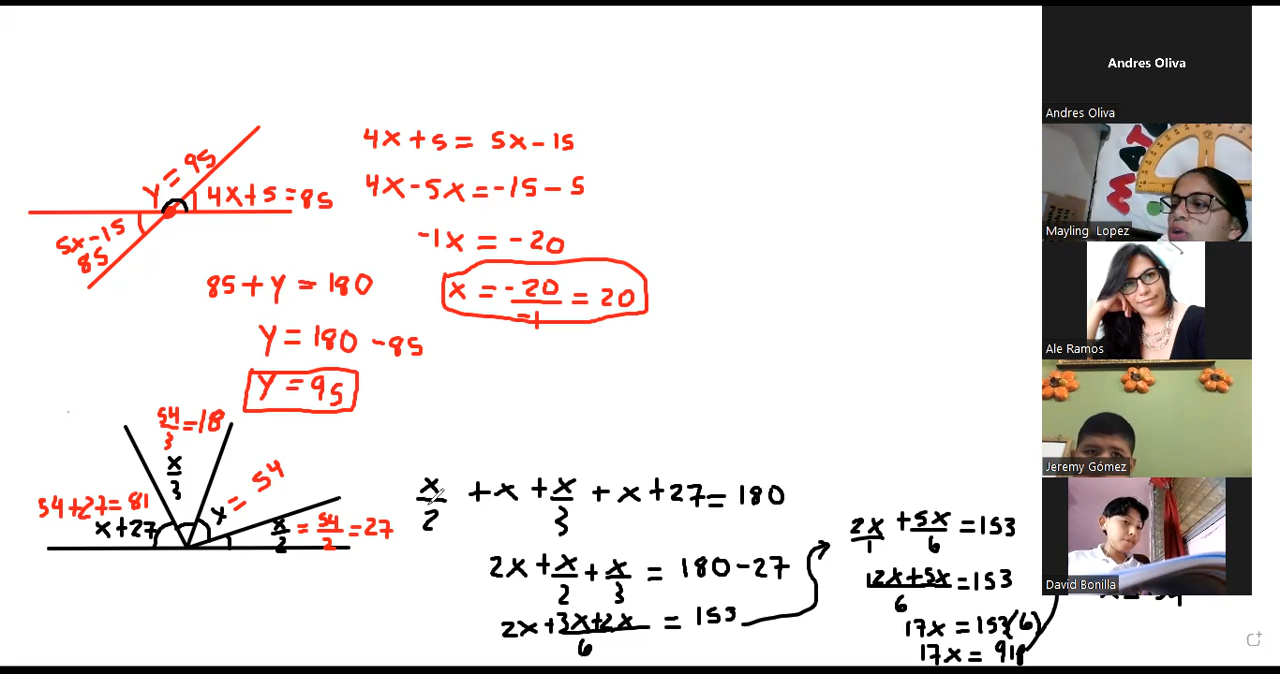 Andres Oliva
Andres Oliva
MAT
Mayling Lopez
Ale Ramos
Jeremy Gómez
David Bonilla
y = 95
4x+5=85
5x-15
85
4x+5 = 5x-15
4x-5x=-15-5
-1x = -20
x = -20/-1 = 20
85+y = 180
y = 180 -85
y = 95
54/3=18
x/3
54+27=81
x+27
x = 54
x/2 = 54/2 = 27
x/2 + x + x/3 + x+27=180
2x + x/2 + x/3 = 180-27
2x+ 3x+2x/6 = 153
2x/1 + 5x/6 = 153
12x+5x/6 = 153
17x = 153(6)
17x = 918